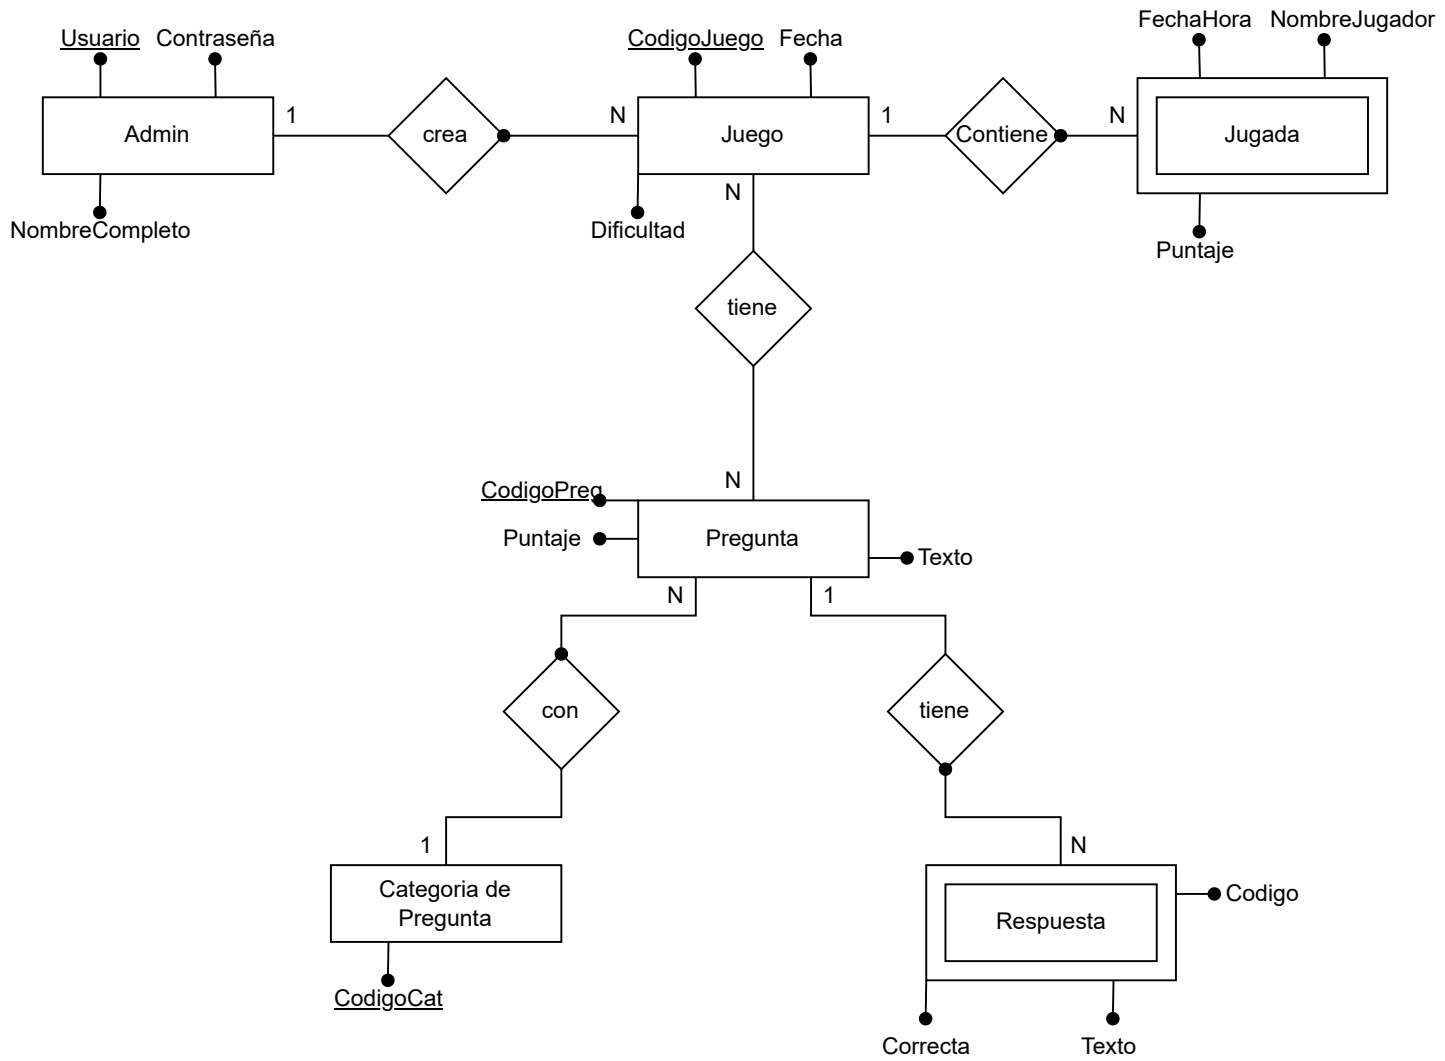 FechaHora NombreJugador
Usuario Contraseña CodigoJuego Fecha
1 N 1 N
Admin crea Juego Contiene Jugada
N
NombreCompleto Dificultad Puntaje
tiene
N
CodigoPreg
Puntaje Pregunta Texto
N 1
con tiene
1 N
Categoria de
Pregunta
Respuesta Codigo
CodigoCat
Correcta Texto